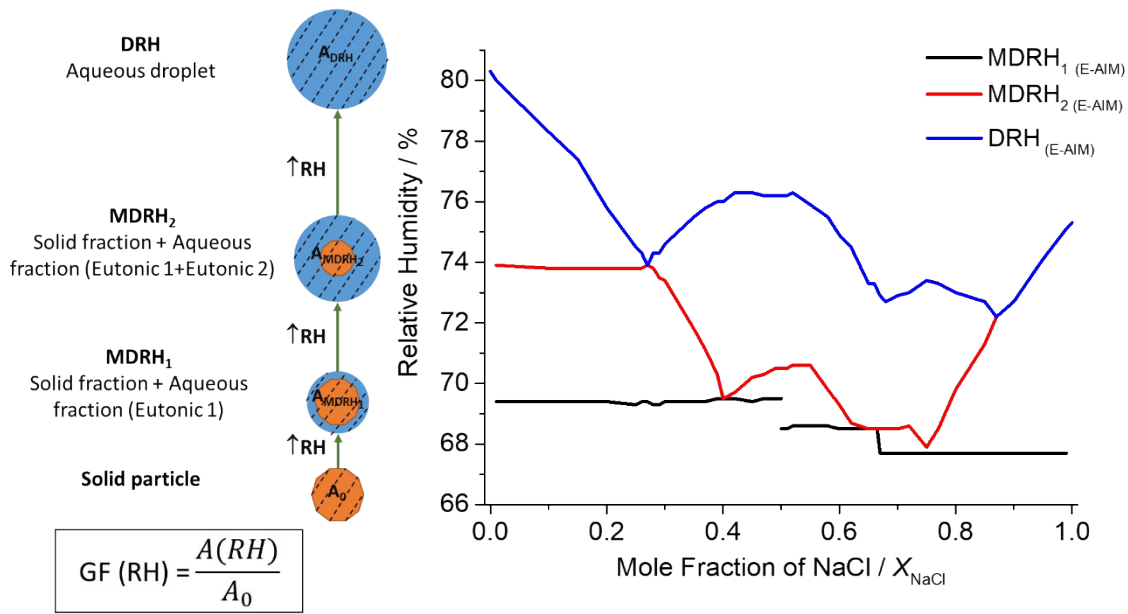 DRH
Aqueous droplet
A_DRH
↑RH
MDRH₂
Solid fraction + Aqueous
fraction (Eutonic 1+Eutonic 2)
A_MDRH₂
↑RH
MDRH₁
Solid fraction + Aqueous
fraction (Eutonic 1)
A_MDRH₁
↑RH
Solid particle
A₀
GF (RH) = A(RH) / A₀
MDRH₁ (E-AIM)
MDRH₂ (E-AIM)
DRH (E-AIM)
Relative Humidity / %
80
78
76
74
72
70
68
66
0.0 0.2 0.4 0.6 0.8 1.0
Mole Fraction of NaCl / X_NaCl